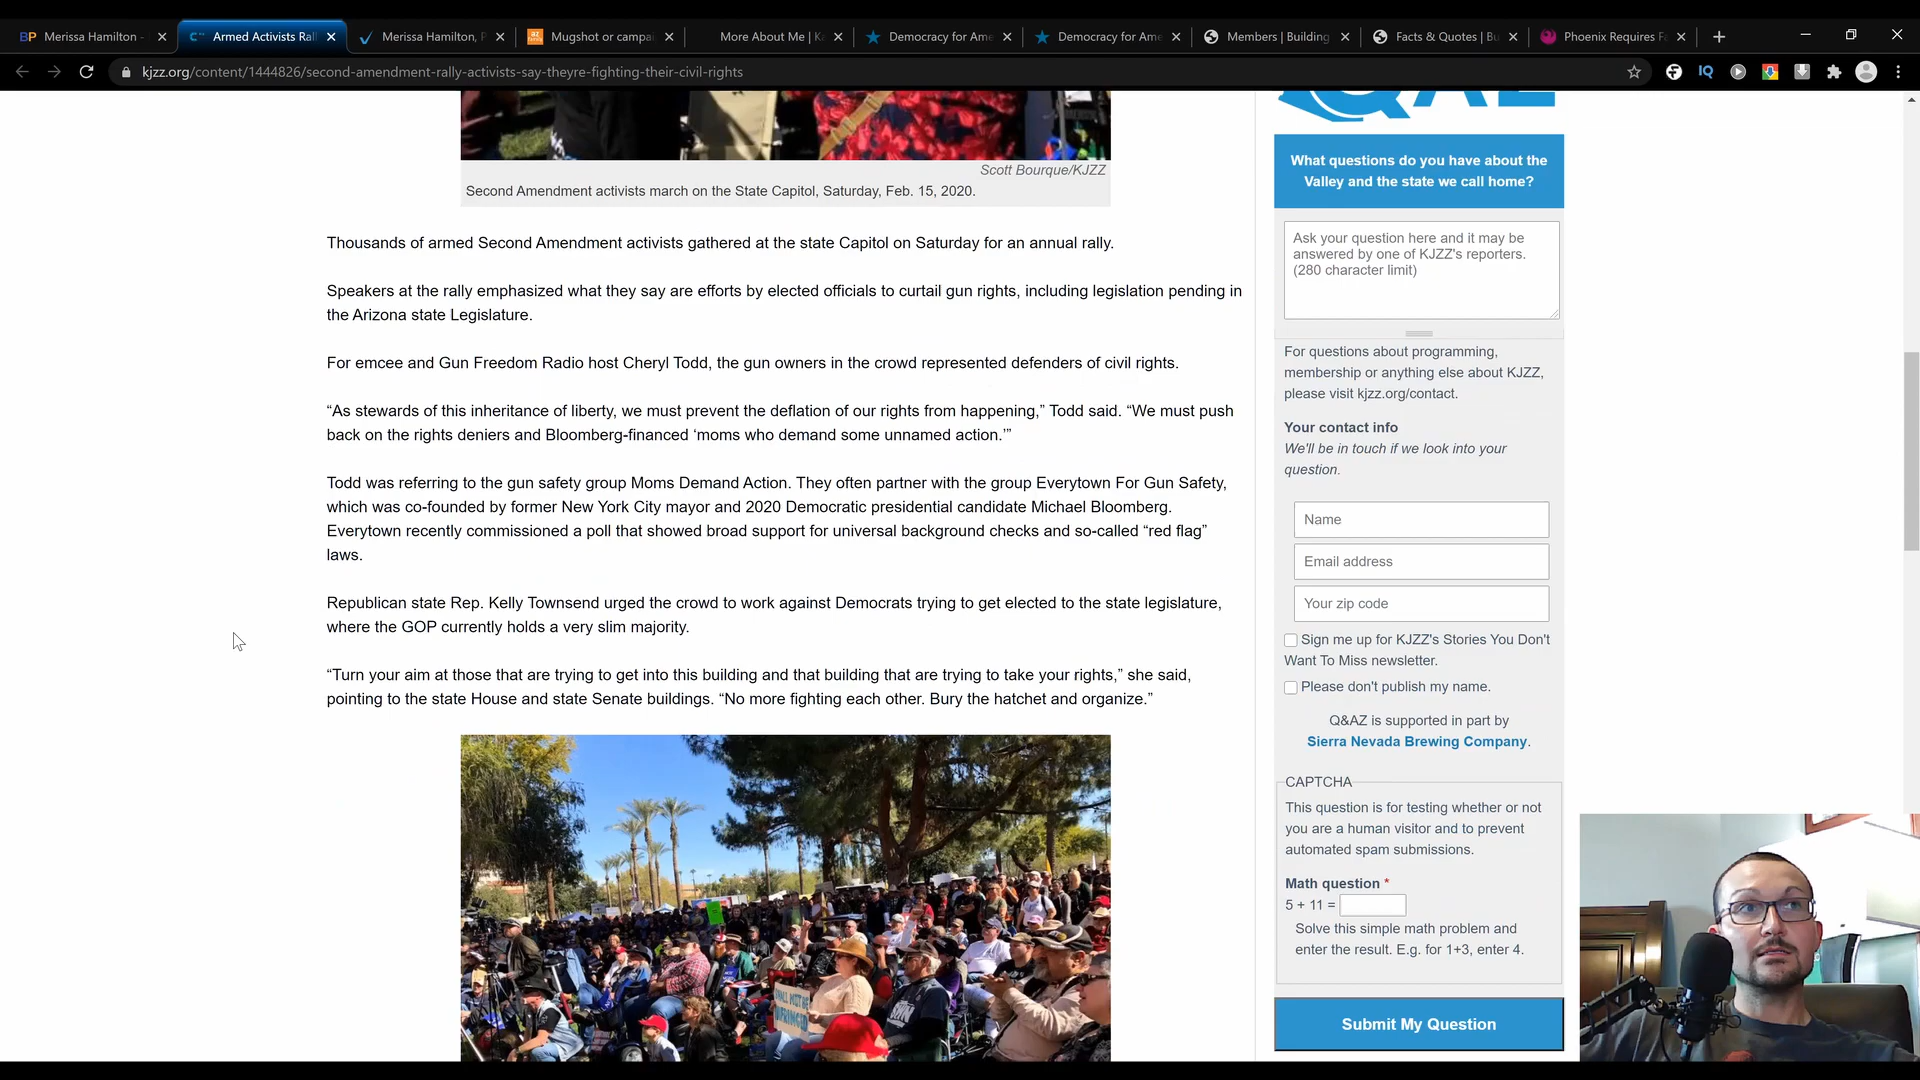 BP Merissa Hamilton -
Armed Activists Ral
Merissa Hamilton, P
Mugshot or campa
More About Me | K
Democracy for Ame
Democracy for Ame
Members | Building
Facts & Quotes | Bu
Phoenix Requires F
kjzz.org/content/1444826/second-amendment-rally-activists-say-theyre-fighting-their-civil-rights
Scott Bourque/KJZZ
Second Amendment activists march on the State Capitol, Saturday, Feb. 15, 2020.
Thousands of armed Second Amendment activists gathered at the state Capitol on Saturday for an annual rally.
Speakers at the rally emphasized what they say are efforts by elected officials to curtail gun rights, including legislation pending in
the Arizona state Legislature.
For emcee and Gun Freedom Radio host Cheryl Todd, the gun owners in the crowd represented defenders of civil rights.
“As stewards of this inheritance of liberty, we must prevent the deflation of our rights from happening,” Todd said. “We must push
back on the rights deniers and Bloomberg-financed ‘moms who demand some unnamed action.’”
Todd was referring to the gun safety group Moms Demand Action. They often partner with the group Everytown For Gun Safety,
which was co-founded by former New York City mayor and 2020 Democratic presidential candidate Michael Bloomberg.
Everytown recently commissioned a poll that showed broad support for universal background checks and so-called “red flag”
laws.
Republican state Rep. Kelly Townsend urged the crowd to work against Democrats trying to get elected to the state legislature,
where the GOP currently holds a very slim majority.
“Turn your aim at those that are trying to get into this building and that building that are trying to take your rights,” she said,
pointing to the state House and state Senate buildings. “No more fighting each other. Bury the hatchet and organize.”
SHALL NOT BE
INFRINGED
What questions do you have about the
Valley and the state we call home?
Ask your question here and it may be
answered by one of KJZZ's reporters.
(280 character limit)
For questions about programming,
membership or anything else about KJZZ,
please visit kjzz.org/contact.
Your contact info
We'll be in touch if we look into your
question.
Name
Email address
Your zip code
Sign me up for KJZZ's Stories You Don't
Want To Miss newsletter.
Please don't publish my name.
Q&AZ is supported in part by
Sierra Nevada Brewing Company.
CAPTCHA
This question is for testing whether or not
you are a human visitor and to prevent
automated spam submissions.
Math question *
5 + 11 =
Solve this simple math problem and
enter the result. E.g. for 1+3, enter 4.
Submit My Question